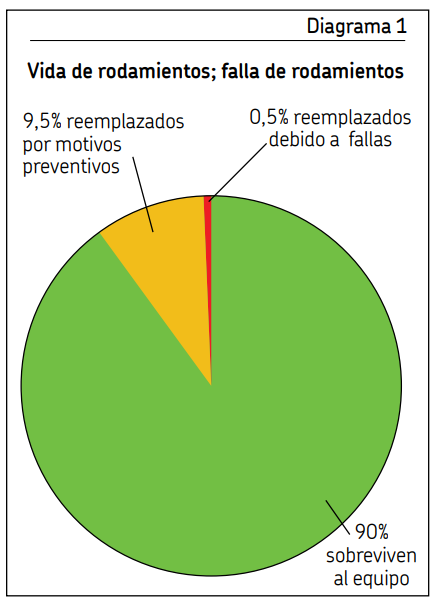 Diagrama 1
Vida de rodamientos; falla de rodamientos
9,5% reemplazados
por motivos
preventivos
0,5% reemplazados
debido a fallas
90%
sobreviven
al equipo